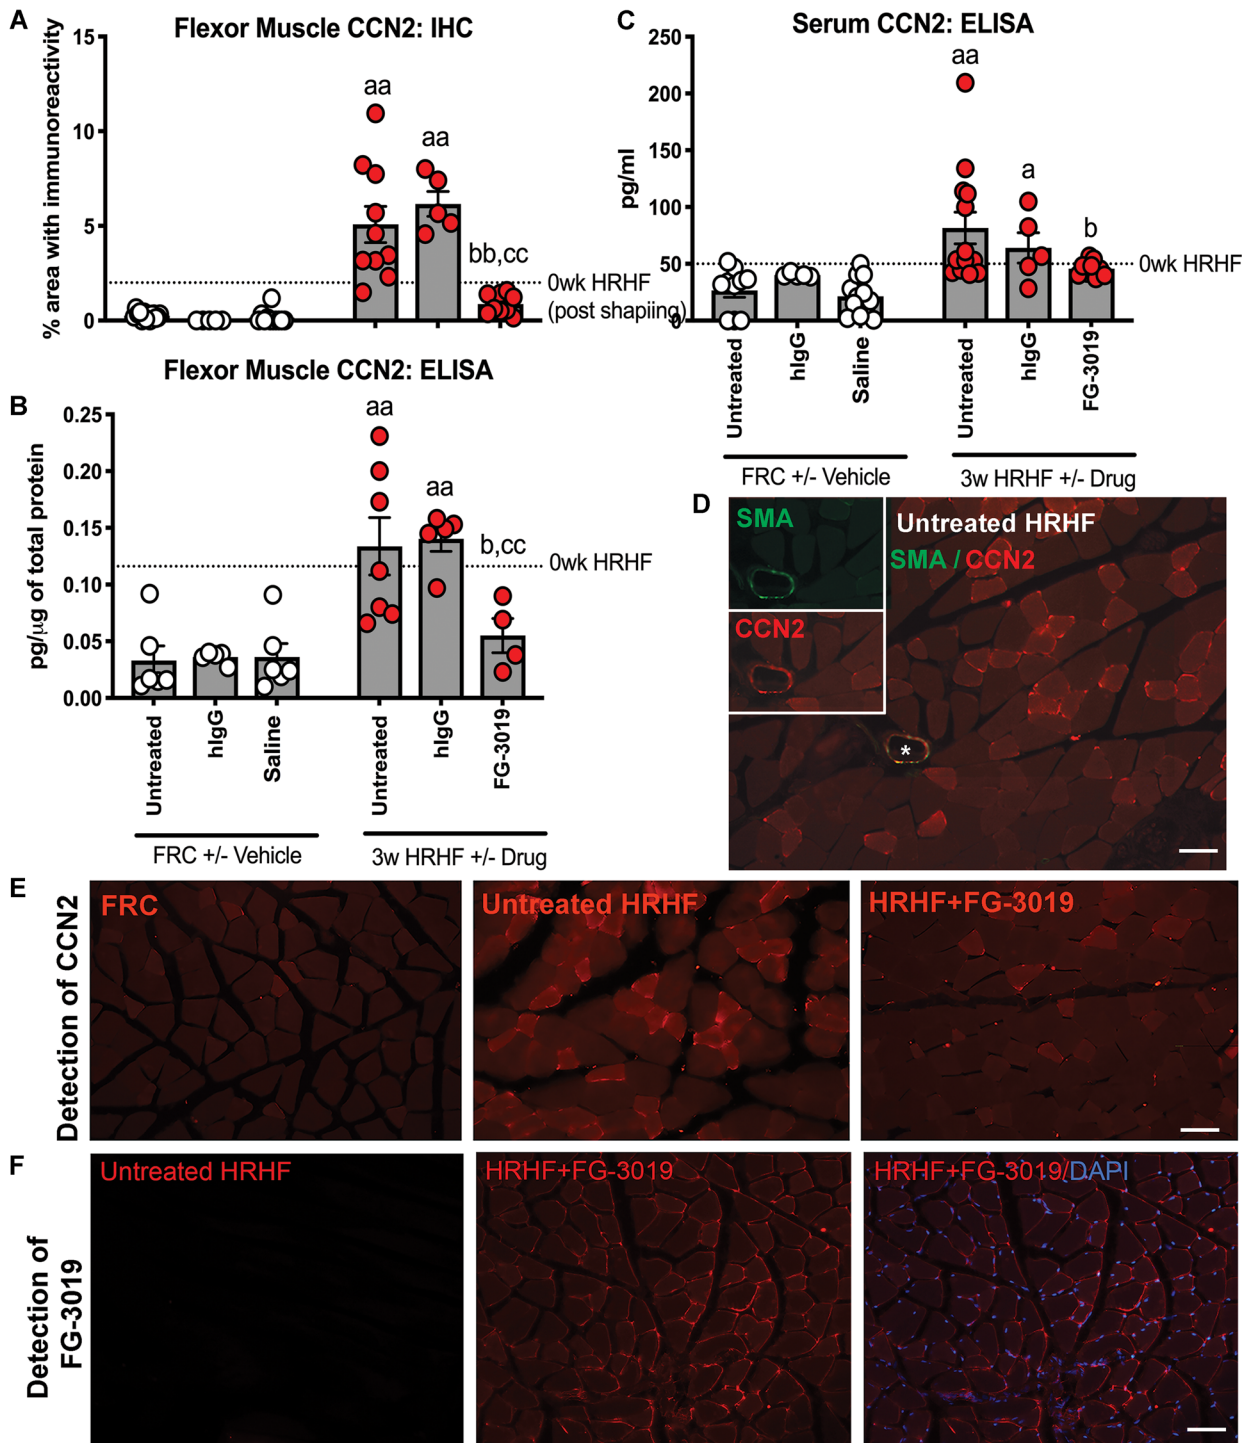 A
Flexor Muscle CCN2: IHC
% area with immunoreactivity
15
10
5
0
aa
aa
bb,cc
0wk HRHF
(post shapiing)
C
Serum CCN2: ELISA
pg/ml
250
200
150
100
50
0
aa
a
b
0wk HRHF
Untreated
hIgG
Saline
Untreated
hIgG
FG-3019
FRC +/- Vehicle
3w HRHF +/- Drug
B
Flexor Muscle CCN2: ELISA
pg/µg of total protein
0.25
0.20
0.15
0.10
0.05
0.00
aa
aa
b,cc
0wk HRHF
Untreated
hIgG
Saline
Untreated
hIgG
FG-3019
FRC +/- Vehicle
3w HRHF +/- Drug
D
SMA
CCN2
Untreated HRHF
SMA / CCN2
*
E
Detection of CCN2
FRC
Untreated HRHF
HRHF+FG-3019
F
Detection of
FG-3019
Untreated HRHF
HRHF+FG-3019
HRHF+FG-3019/DAPI